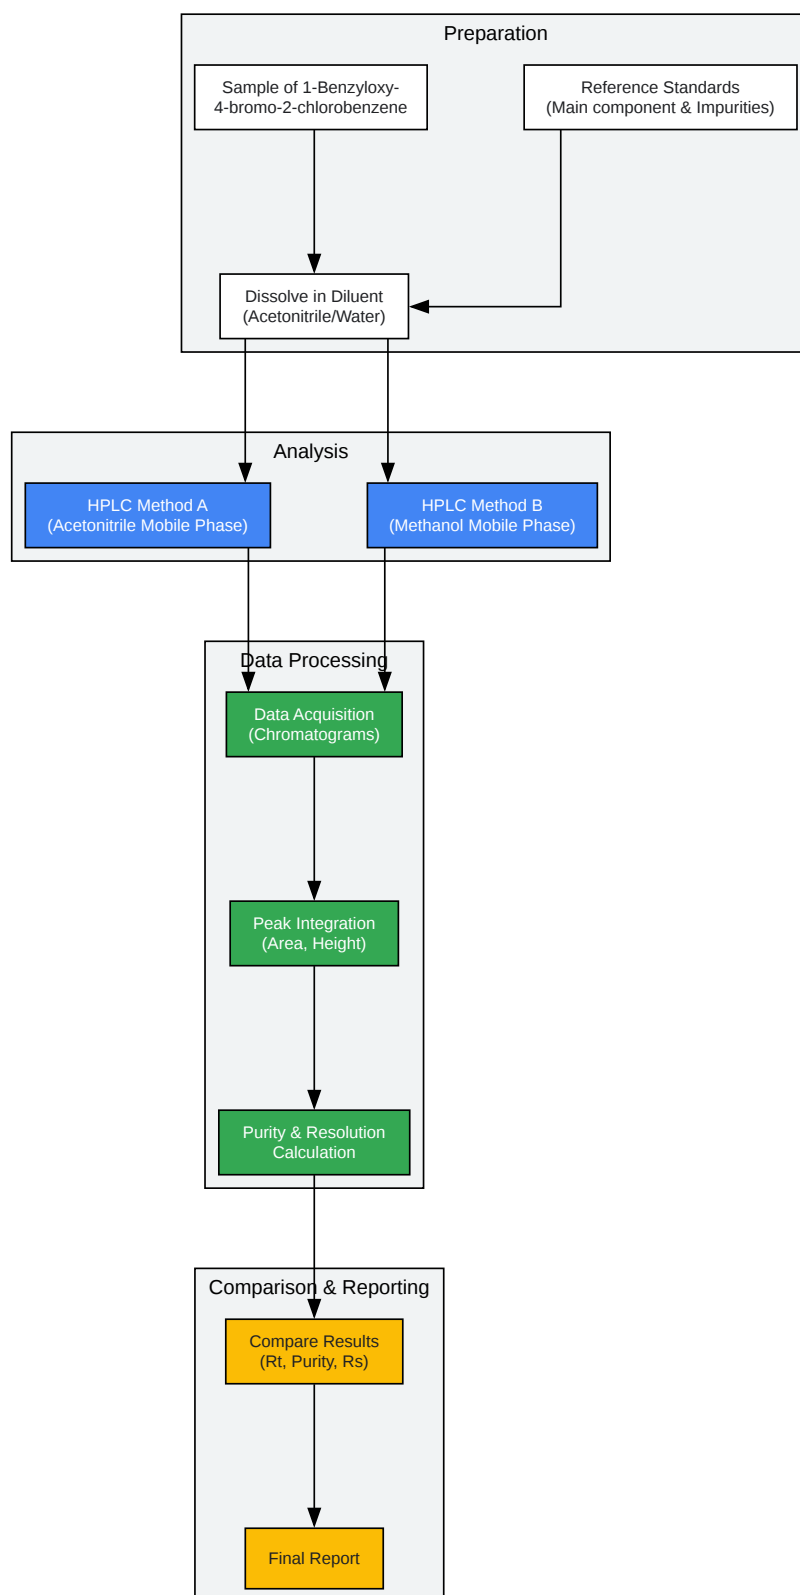 Preparation
Sample of 1-Benzyloxy-
4-bromo-2-chlorobenzene
Reference Standards
(Main component & Impurities)
Dissolve in Diluent
(Acetonitrile/Water)
Analysis
HPLC Method A
(Acetonitrile Mobile Phase)
HPLC Method B
(Methanol Mobile Phase)
Data Processing
Data Acquisition
(Chromatograms)
Peak Integration
(Area, Height)
Purity & Resolution
Calculation
Comparison & Reporting
Compare Results
(Rt, Purity, Rs)
Final Report